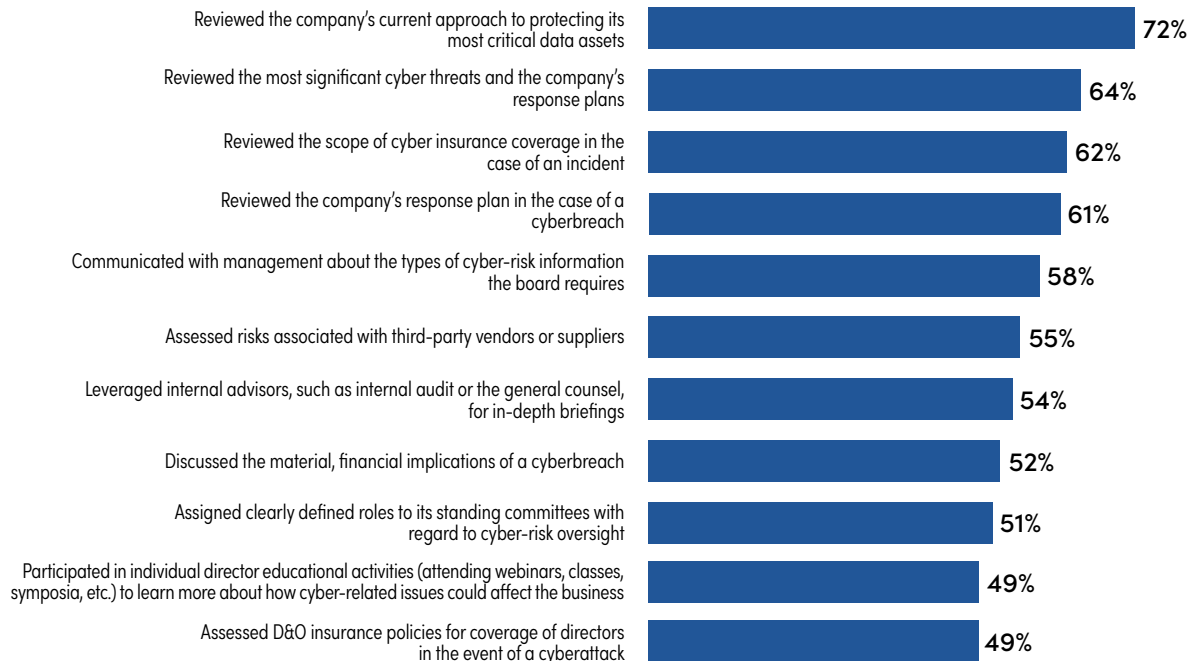 Reviewed the company’s current approach to protecting its
most critical data assets
72%
Reviewed the most significant cyber threats and the company’s
response plans
64%
Reviewed the scope of cyber insurance coverage in the
case of an incident
62%
Reviewed the company’s response plan in the case of a
cyberbreach
61%
Communicated with management about the types of cyber-risk information
the board requires
58%
Assessed risks associated with third-party vendors or suppliers
55%
Leveraged internal advisors, such as internal audit or the general counsel,
for in-depth briefings
54%
Discussed the material, financial implications of a cyberbreach
52%
Assigned clearly defined roles to its standing committees with
regard to cyber-risk oversight
51%
Participated in individual director educational activities (attending webinars, classes,
symposia, etc.) to learn more about how cyber-related issues could affect the business
49%
Assessed D&O insurance policies for coverage of directors
in the event of a cyberattack
49%